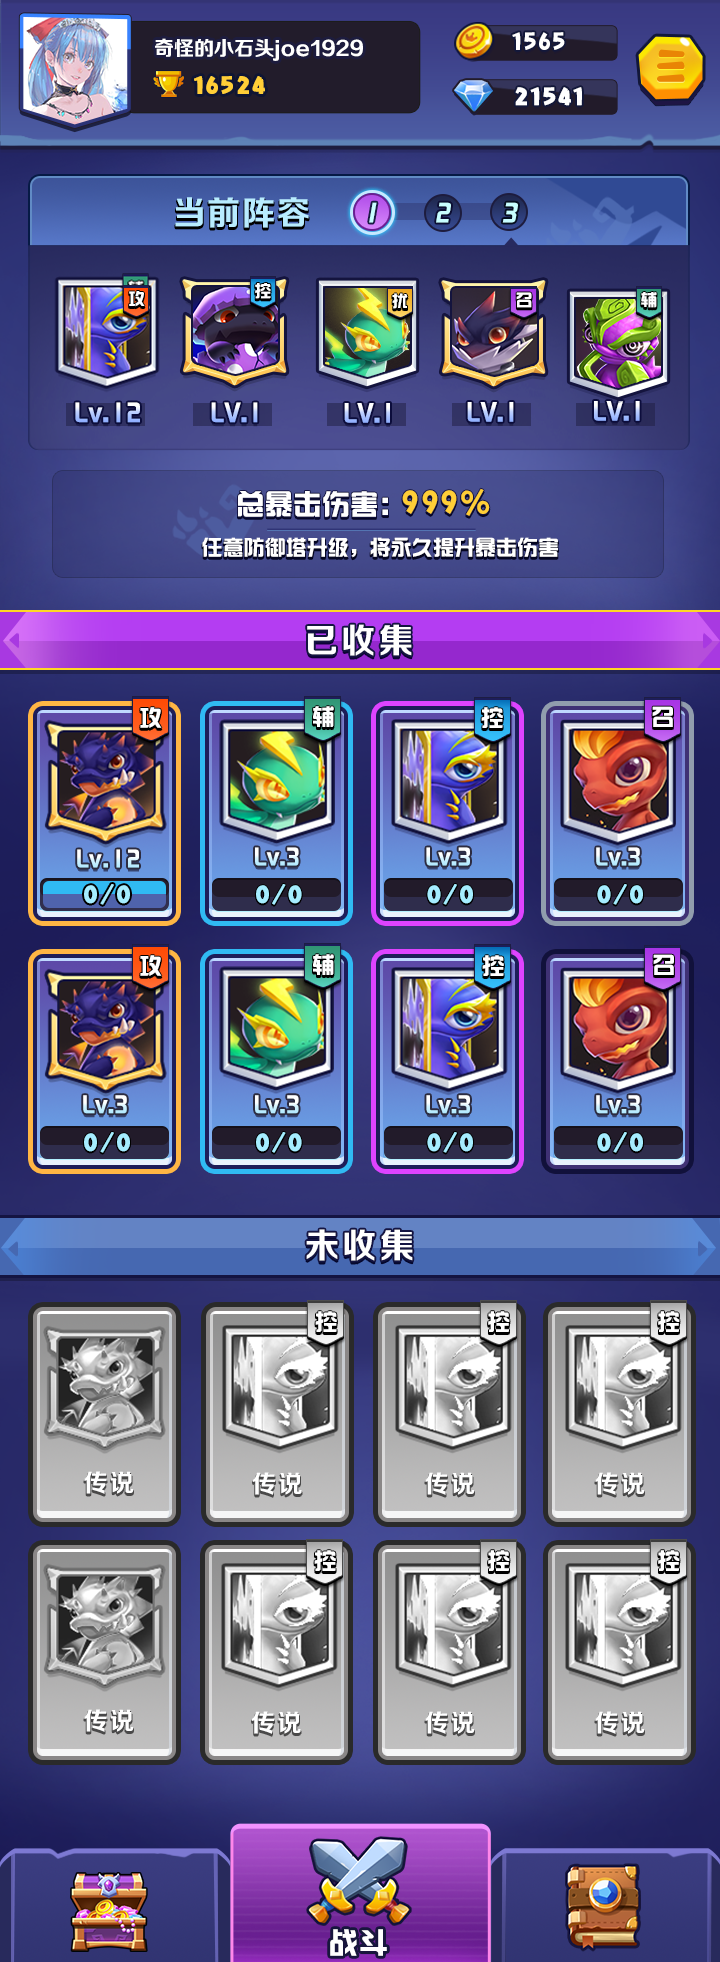 奇怪的小石头joe1929
16524
1565
21541
当前阵容 1 2 3
攻 控 扰 召 辅
Lv.12 LV.1 LV.1 LV.1 LV.1
总暴击伤害: 999%
任意防御塔升级，将永久提升暴击伤害
已收集
攻 辅 控 召
Lv.12 Lv.3 Lv.3 Lv.3
0/0 0/0 0/0 0/0
攻 辅 控 召
Lv.3 Lv.3 Lv.3 Lv.3
0/0 0/0 0/0 0/0
未收集
控 控 控
传说 传说 传说 传说
控 控 控
传说 传说 传说 传说
战斗